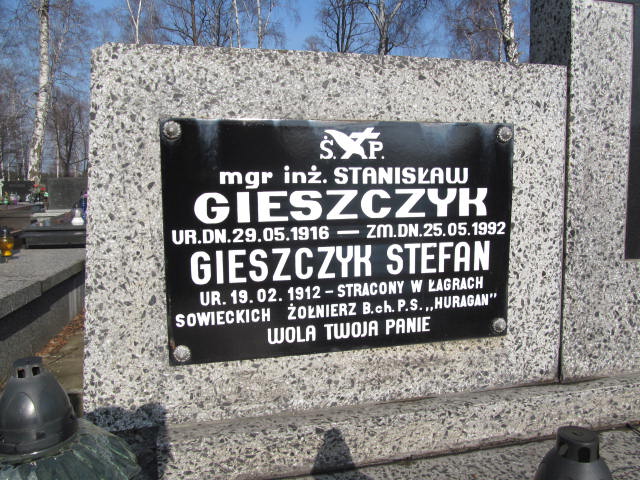 Ś. P.
mgr inż. STANISŁAW
GIESZCZYK
UR.DN.29.05.1916 — ZM.DN.25.05.1992
GIESZCZYK STEFAN
UR. 19.02.1912 - STRACONY W ŁAGRACH
SOWIECKICH ŻOŁNIERZ B.ch.P.S. ,,HURAGAN"
WOLA TWOJA PANIE